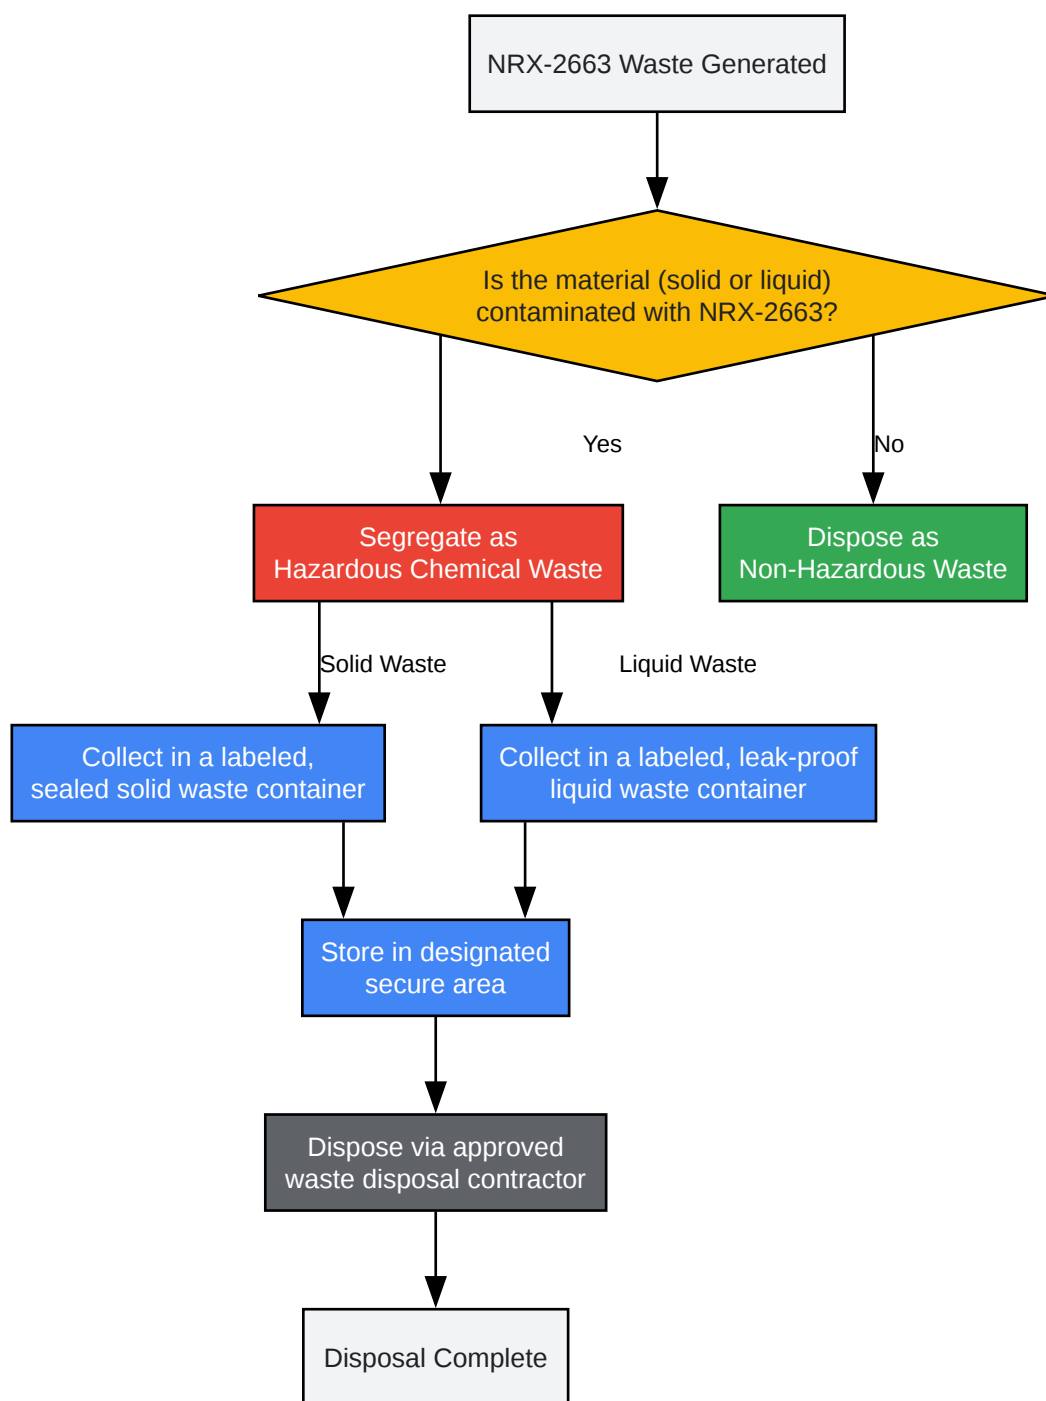 NRX-2663 Waste Generated
Is the material (solid or liquid)
contaminated with NRX-2663?
Yes
No
Segregate as
Hazardous Chemical Waste
Dispose as
Non-Hazardous Waste
Solid Waste
Liquid Waste
Collect in a labeled,
sealed solid waste container
Collect in a labeled, leak-proof
liquid waste container
Store in designated
secure area
Dispose via approved
waste disposal contractor
Disposal Complete